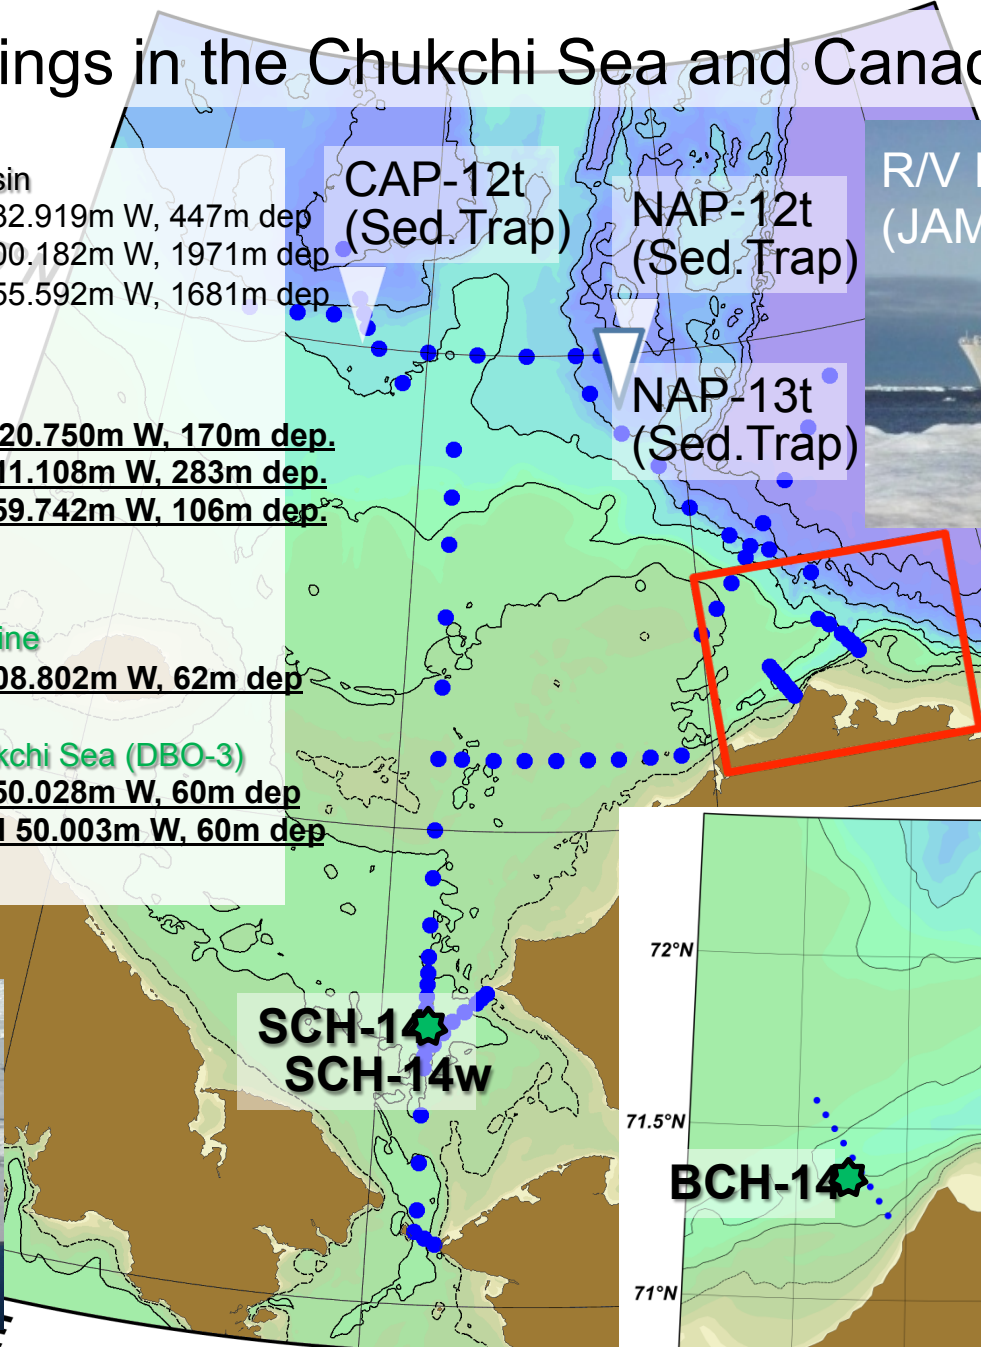 ings in the Chukchi Sea and Canad
sin
32.919m W, 447m dep
00.182m W, 1971m dep
55.592m W, 1681m dep
20.750m W, 170m dep.
11.108m W, 283m dep.
59.742m W, 106m dep.
ine
08.802m W, 62m dep
kchi Sea (DBO-3)
50.028m W, 60m dep
50.003m W, 60m dep
CAP-12t
(Sed.Trap)
NAP-12t
(Sed.Trap)
NAP-13t
(Sed.Trap)
R/V
(JAM
SCH-14
SCH-14w
72°N
71.5°N
BCH-14
71°N